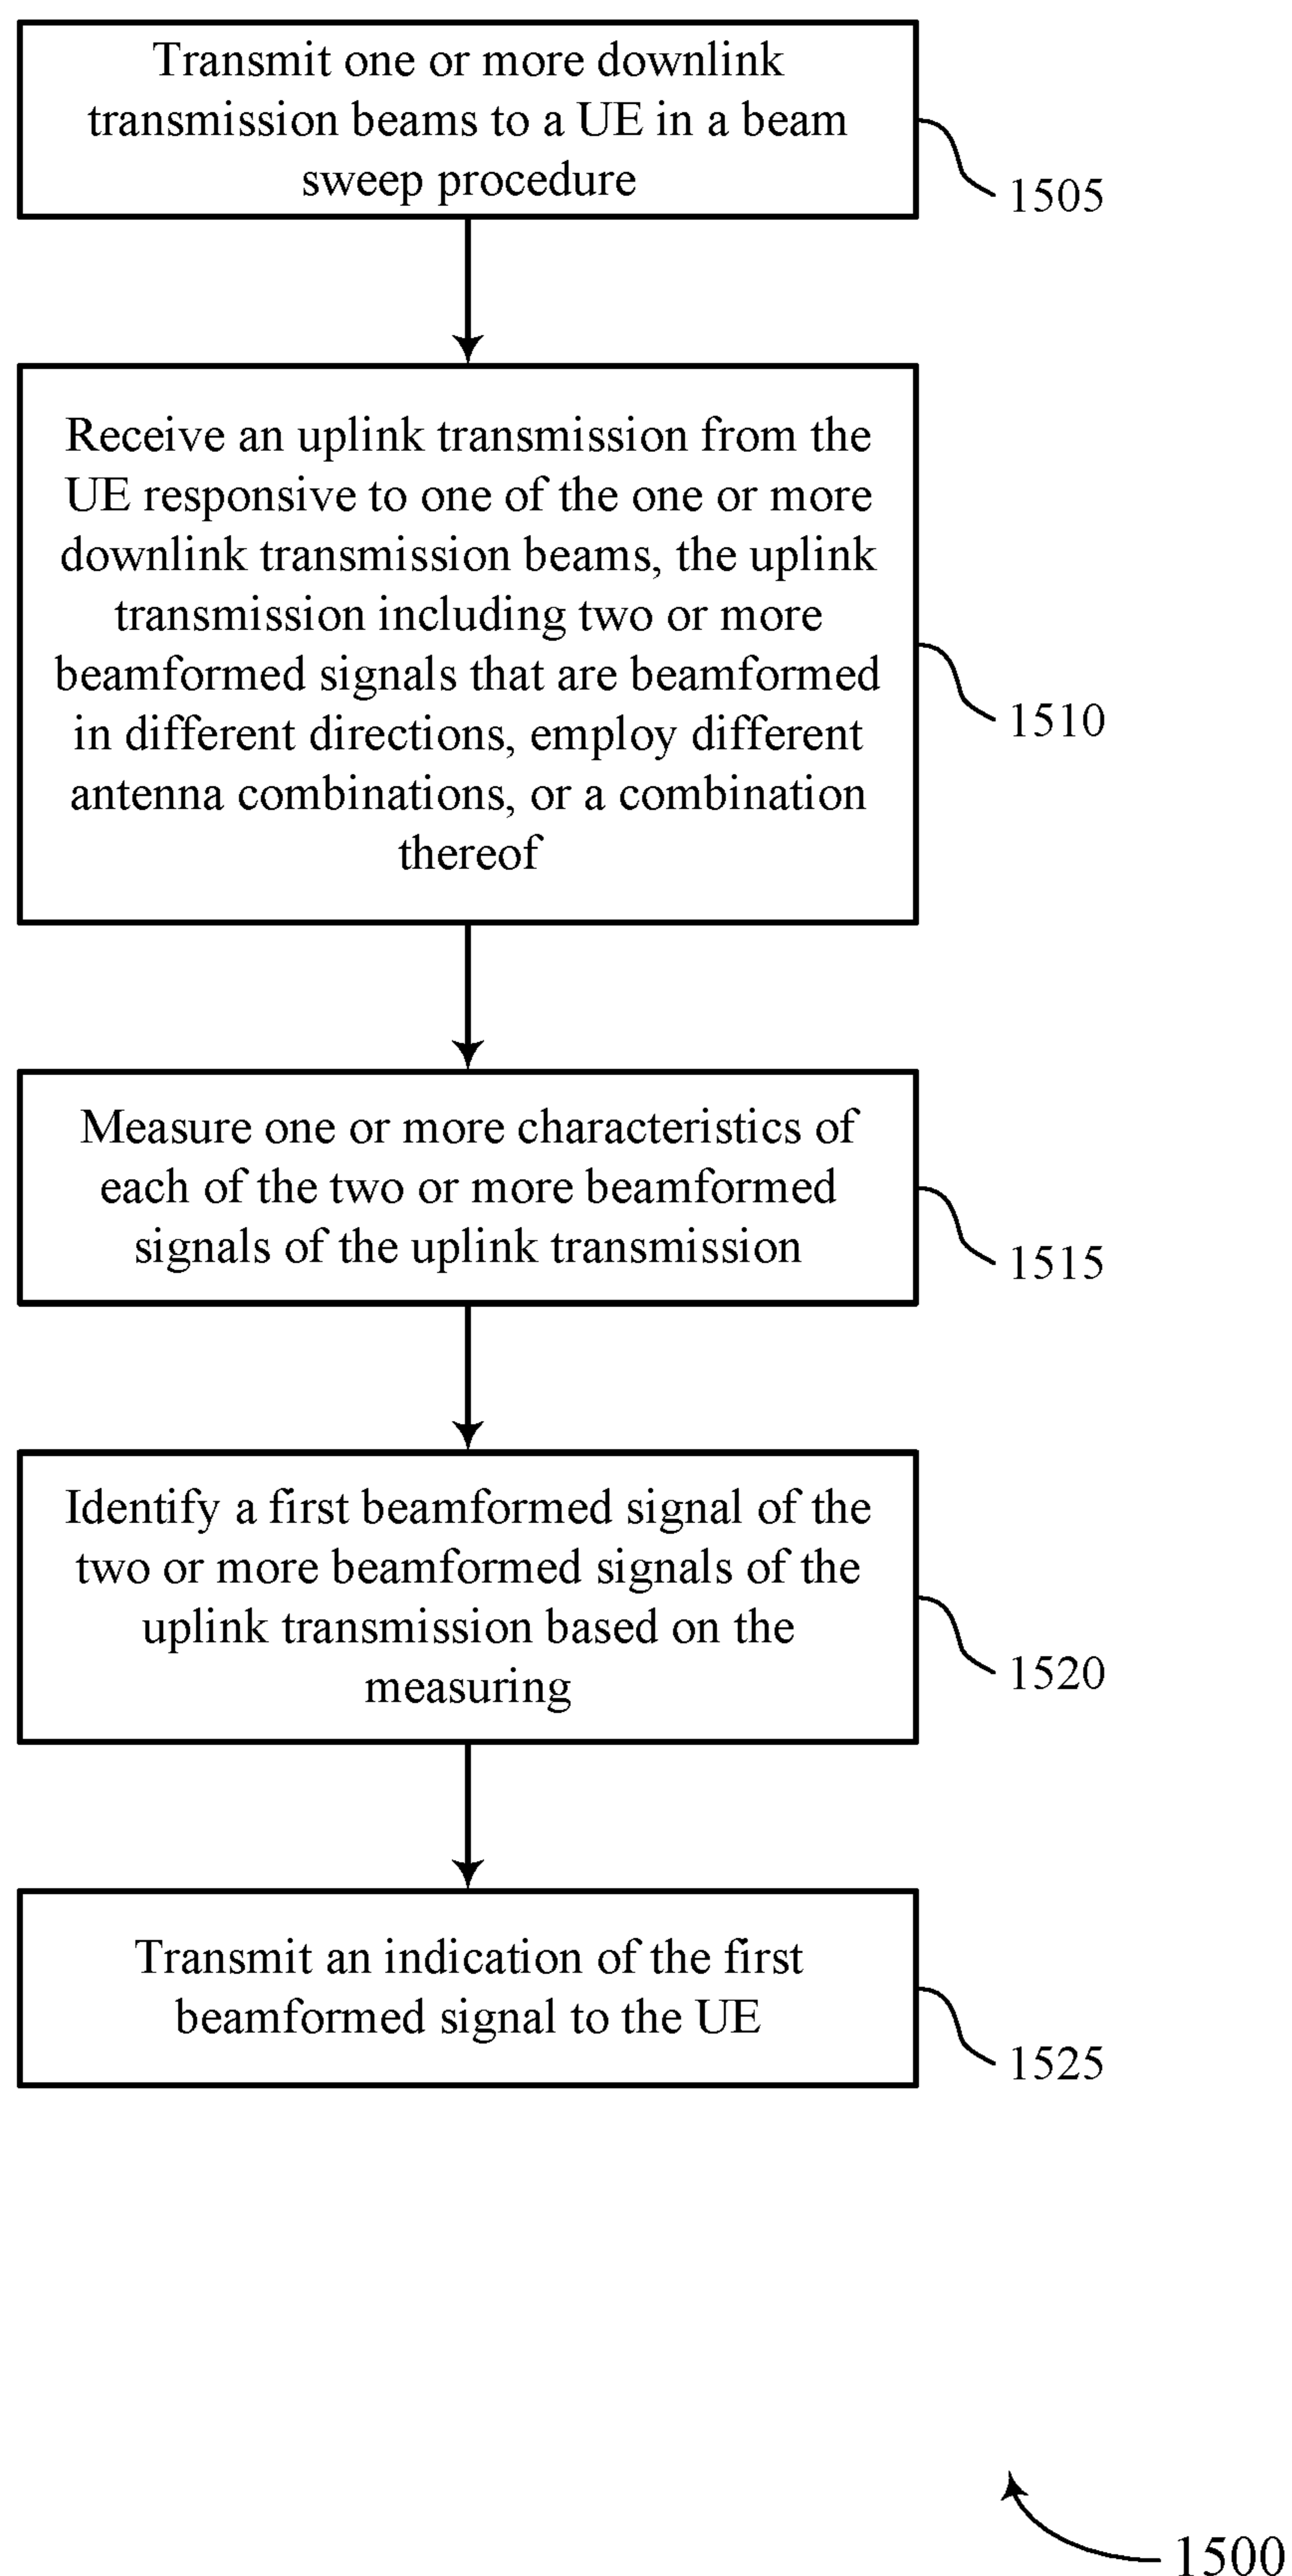 Transmit one or more downlink
transmission beams to a UE in a beam
sweep procedure
1505
Receive an uplink transmission from the
UE responsive to one of the one or more
downlink transmission beams, the uplink
transmission including two or more
beamformed signals that are beamformed
in different directions, employ different
antenna combinations, or a combination
thereof
1510
Measure one or more characteristics of
each of the two or more beamformed
signals of the uplink transmission
1515
Identify a first beamformed signal of the
two or more beamformed signals of the
uplink transmission based on the
measuring
1520
Transmit an indication of the first
beamformed signal to the UE
1525
1500